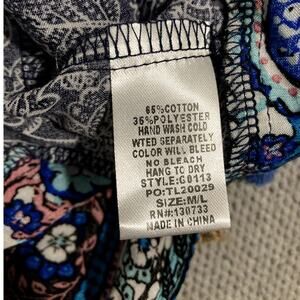 65%COTTON
35%POLYESTER
HAND WASH COLD
WTED SEPARATELY
COLOR WILL BLEED
NO BLEACH
HANG TO DRY
STYLE:G0113
PO:TL20029
SIZE:M/L
RN#:130733
MADE IN CHINA